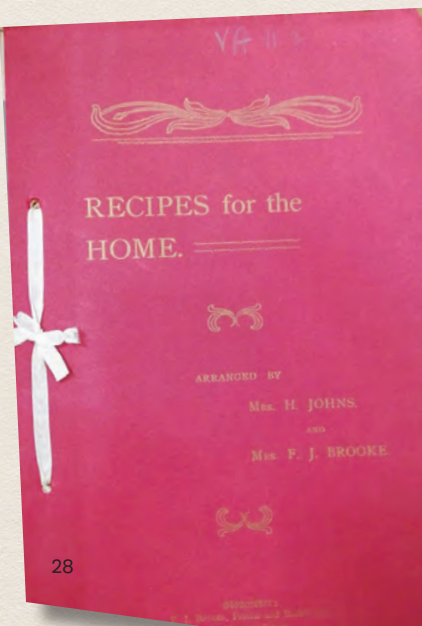 RECIPES for the
HOME.
ARRANGED BY
Mrs. H. JOHNS.
AND
Mrs. F. J. BROOKE.
28